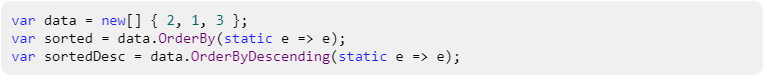 var data = new[] { 2, 1, 3 };
var sorted = data.OrderBy(static e => e);
var sortedDesc = data.OrderByDescending(static e => e);